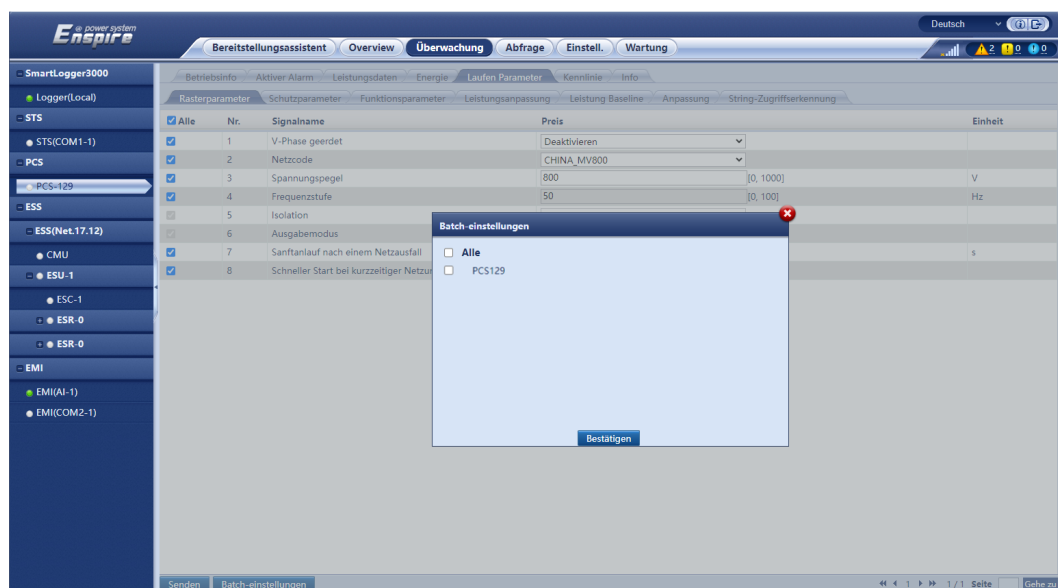 @ power system
Enspire
Deutsch
Bereitstellungsassistent Overview Überwachung Abfrage Einstell. Wartung
2 0 0
SmartLogger3000
Logger(Local)
STS
STS(COM1-1)
PCS
PCS-129
ESS
ESS(Net.17.12)
CMU
ESU-1
ESC-1
ESR-0
ESR-0
EMI
EMI(AI-1)
EMI(COM2-1)
Betriebsinfo Aktiver Alarm Leistungsdaten Energie Laufen Parameter Kennlinie Info
Rasterparameter Schutzparameter Funktionsparameter Leistungsanpassung Leistung Baseline Anpassung String-Zugriffserkennung
Alle Nr. Signalname Preis Einheit
1 V-Phase geerdet Deaktivieren
2 Netzcode CHINA_MV800
3 Spannungspegel 800 [0, 1000] V
4 Frequenzstufe 50 [0, 100] Hz
5 Isolation
6 Ausgabemodus
7 Sanftanlauf nach einem Netzausfall s
8 Schneller Start bei kurzzeitiger
Batch-einstellungen
Alle
PCS129
Bestätigen
Senden Batch-einstellungen
1 1/1 Seite Gehe zu